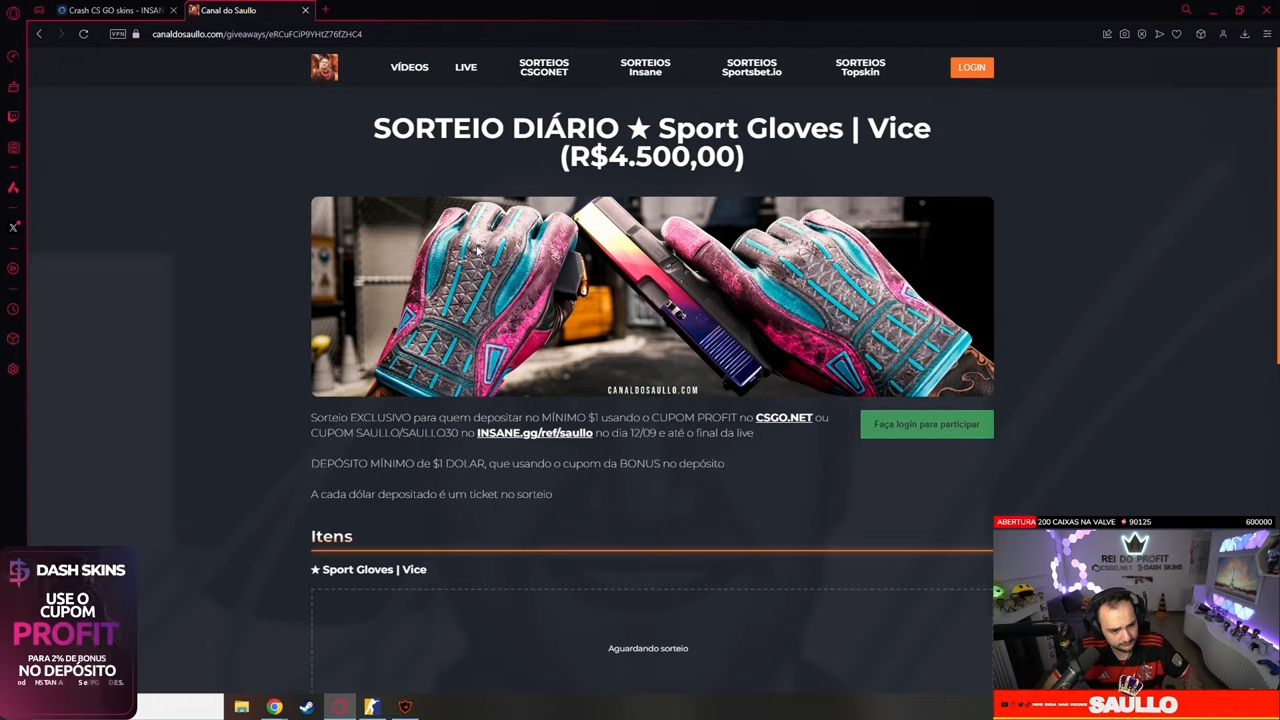 Crash CS GO skins - INSAN
Canal do Saullo
VPN
canaldosaullo.com/giveaways/eRCuFCiP9YHtZ76fZHC4
VÍDEOS
LIVE
SORTEIOS
CSGONET
SORTEIOS
Insane
SORTEIOS
Sportsbet.io
SORTEIOS
Topskin
LOGIN
SORTEIO DIÁRIO ★ Sport Gloves | Vice
(R$4.500,00)
CANALDOSAULLO.COM
Sorteio EXCLUSIVO para quem depositar no MÍNIMO $1 usando o CUPOM PROFIT no CSGO.NET ou
CUPOM SAULLO/SAULLO30 no INSANE.gg/ref/saullo no dia 12/09 e até o final da live
Faça login para participar
DEPÓSITO MÍNIMO de $1 DOLAR, que usando o cupom da BONUS no depósito
A cada dólar depositado é um ticket no sorteio
Itens
★ Sport Gloves | Vice
Aguardando sorteio
DASH SKINS
USE O
CUPOM
PROFIT
PARA 2% DE BONUS
NO DEPÓSITO
ABERTURA 200 CAIXAS NA VALVE 90125 600000
REI DO PROFIT
CSGO.NET DASH SKINS
SAULLO